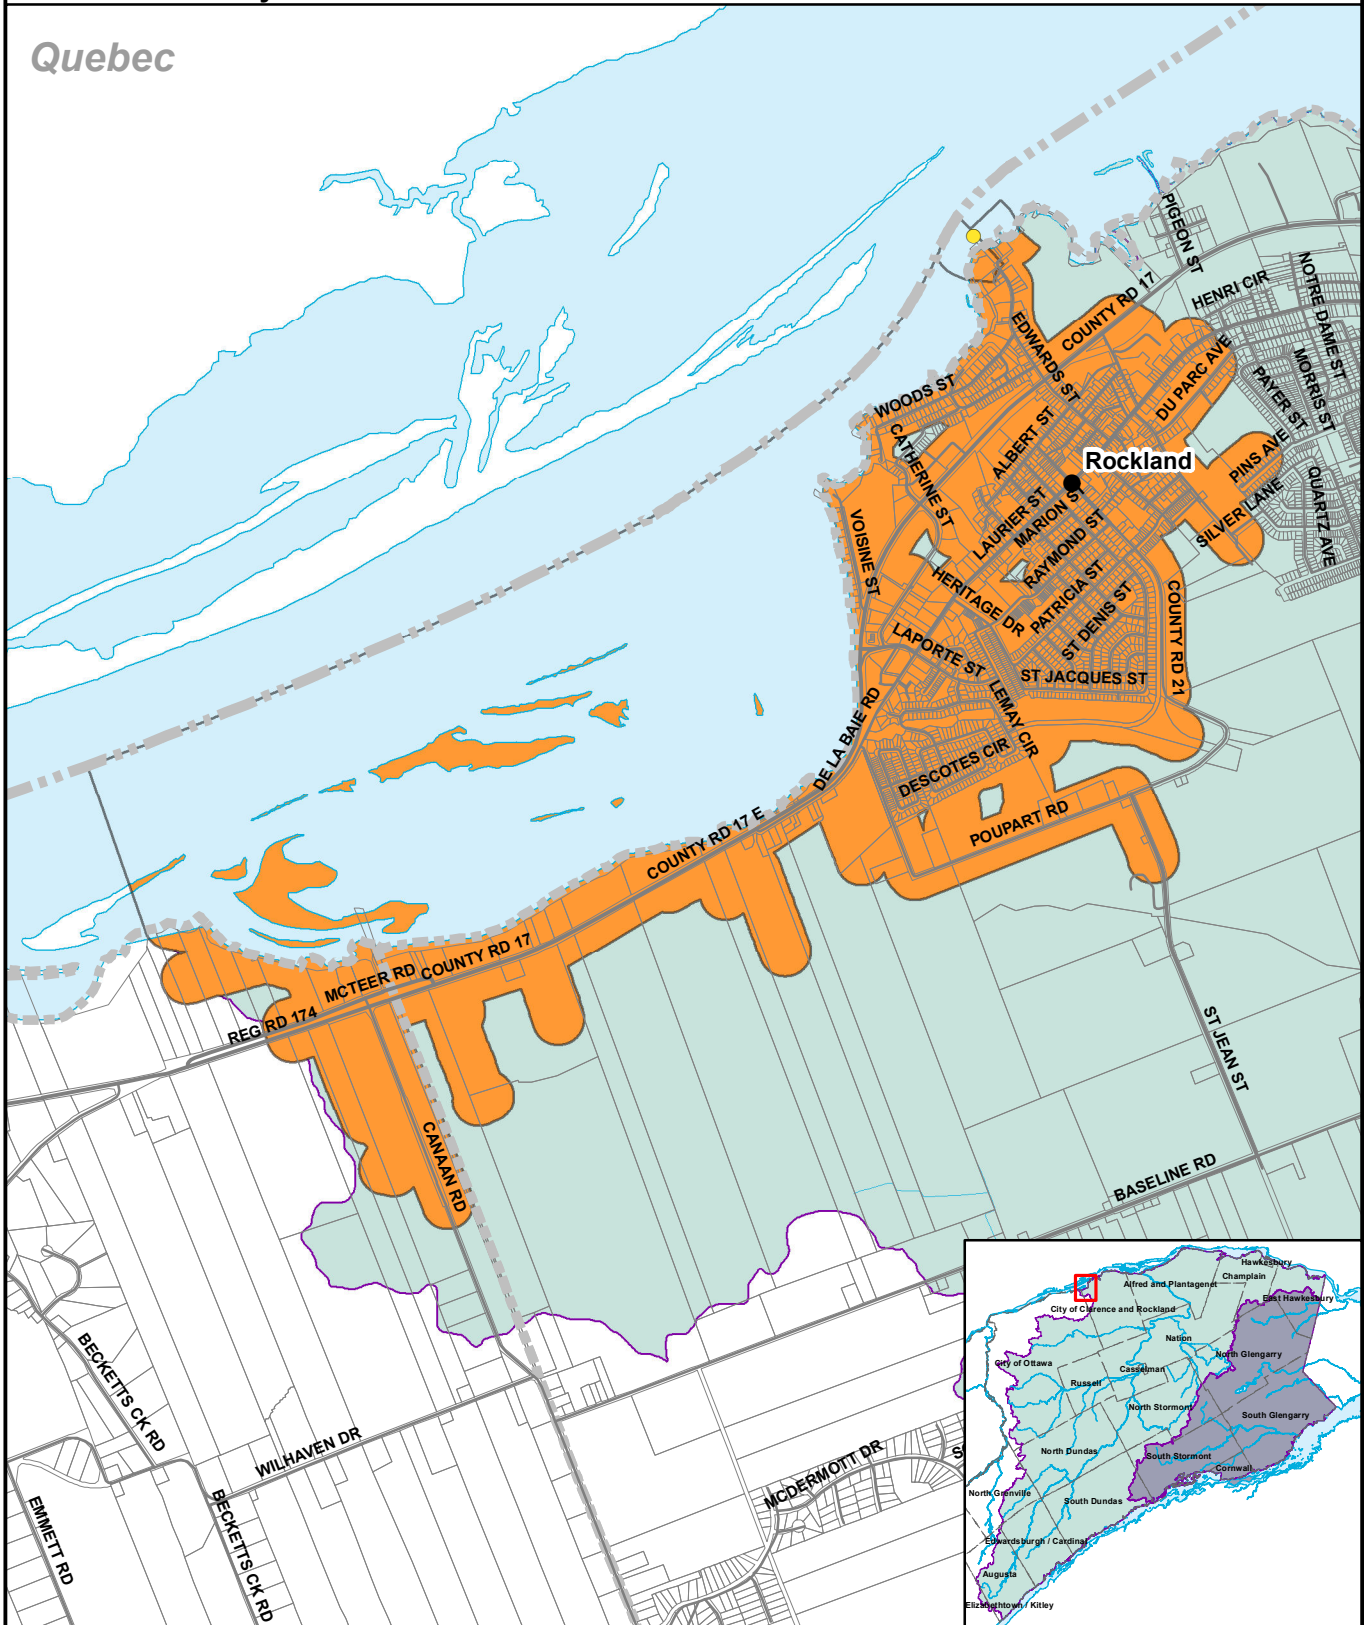 Quebec
PIGEON ST
COUNTY RD 17
HENRI CIR
NOTRE DAME ST
EDWARDS ST
DU PARC AVE
MORRIS ST
PAYER ST
WOODS ST
ALBERT ST
CATHERINE ST
Rockland
PINS AVE
QUARTZ AVE
LAURIER ST
MARION ST
SILVER LANE
VOISINE ST
RAYMOND ST
HERITAGE DR
PATRICIA ST
ST DENIS ST
COUNTY RD 21
LAPORTE ST
ST JACQUES ST
LEMAY CIR
DE LA BAIE RD
DESCOTES CIR
POUPART RD
COUNTY RD 17 E
COUNTY RD 17
MCTEER RD
REG RD 174
ST JEAN ST
CANAAN RD
BASELINE RD
BECKETTS CK RD
WILHAVEN DR
MCDERMOTT DR
EMMETT RD
BECKETTS CK RD
Hawkesbury
Champlain
Alfred and Plantagenet
East Hawkesbury
City of Clarence and Rockland
Nation
North Glengarry
City of Ottawa
Casselman
Russell
North Stormont
South Glengarry
North Dundas
South Stormont
Cornwall
North Grenville
South Dundas
Edwardsburgh / Cardinal
Augusta
Elizabethtown / Kitley